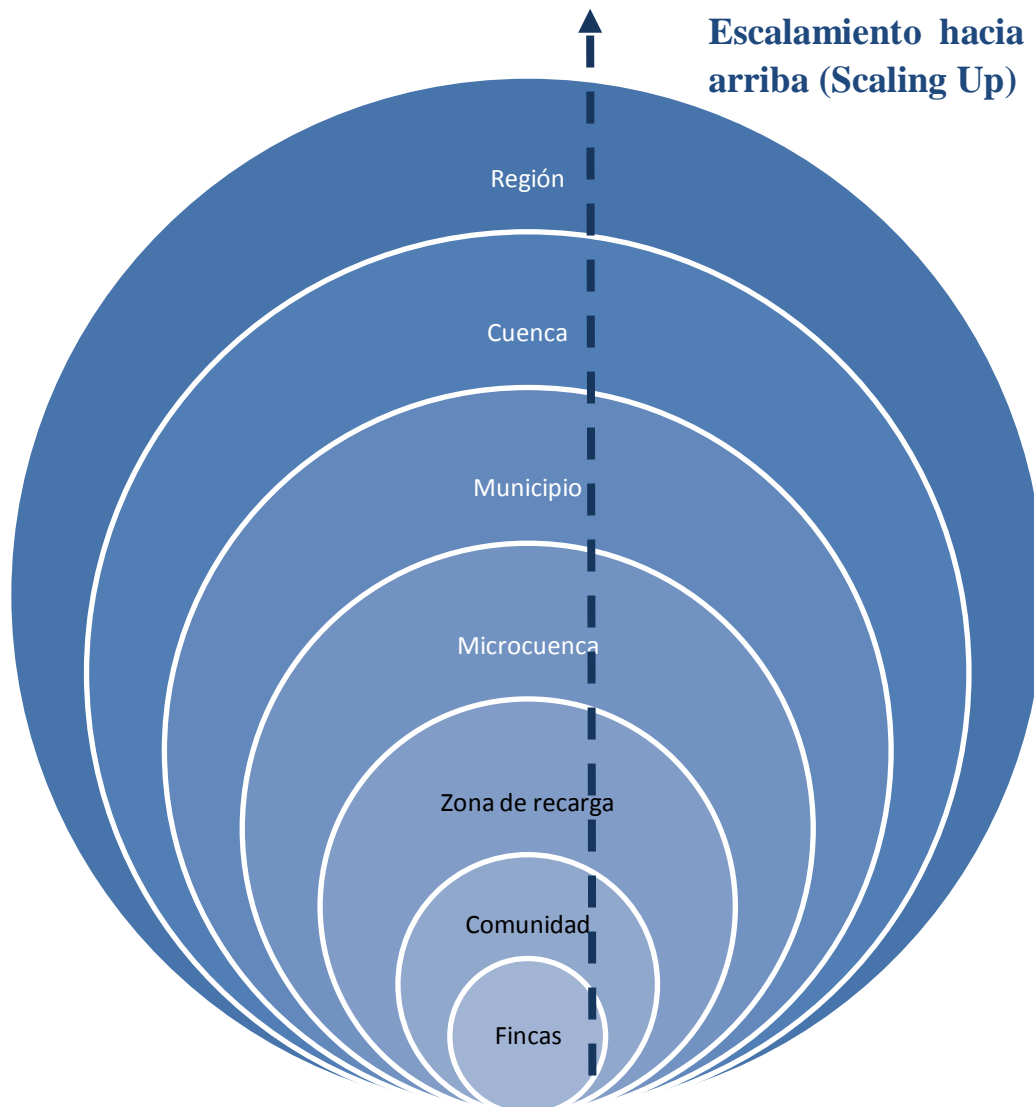 Escalamiento hacia
arriba (Scaling Up)
Región
Cuenca
Municipio
Microcuenca
Zona de recarga
Comunidad
Fincas